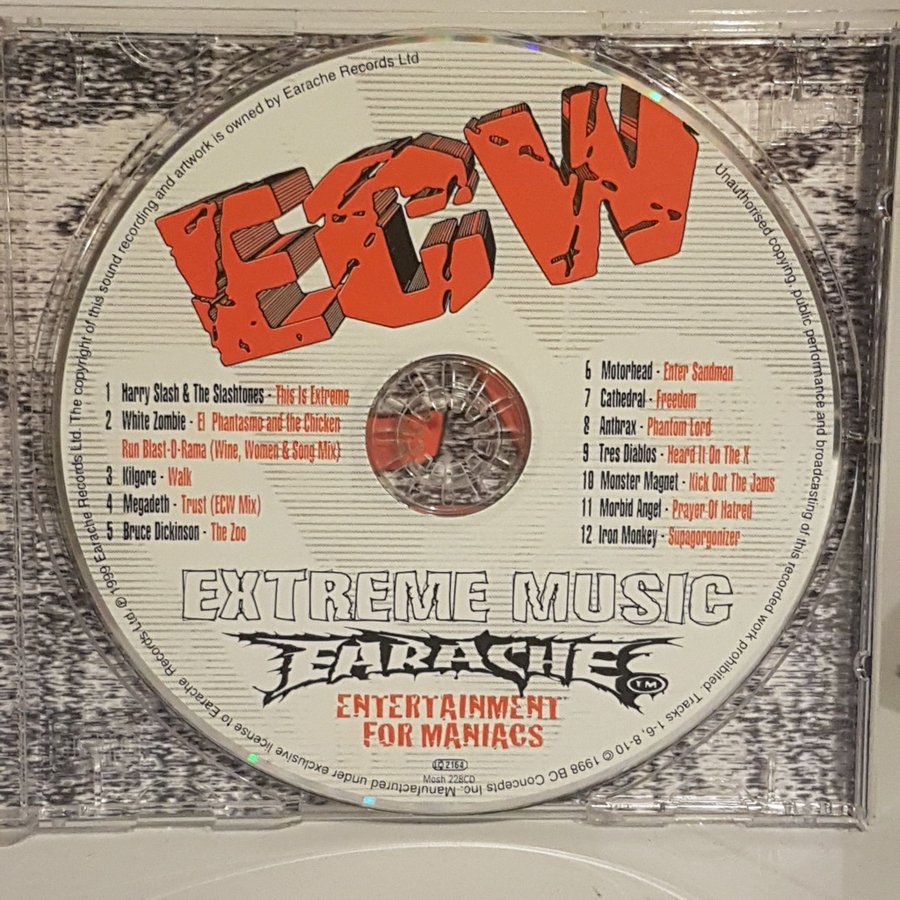 ECW
1 Harry Slash & The Slashtones - This Is Extreme
2 White Zombie - El Phantasmo and the Chicken
Run Blast-O-Rama (Wine, Women & Song Mix)
3 Kilgore - Walk
4 Megadeth - Trust (ECW Mix)
5 Bruce Dickinson - The Zoo
6 Motorhead - Enter Sandman
7 Cathedral - Freedom
8 Anthrax - Phantom Lord
9 Tres Diablos - Heard It On The X
10 Monster Magnet - Kick Out The Jams
11 Morbid Angel - Prayer Of Hatred
12 Iron Monkey - Supagorgonizer
EXTREME MUSIC
EARACHE TM
ENTERTAINMENT
FOR MANIACS
LC 2164
Mosh 228CD
℗ 1999 Earache Records Ltd. The copyright of this sound recording and artwork is owned by Earache Records Ltd
Unauthorised copying, public performance and broadcasting of this recorded work prohibited. Tracks 1-6, 8-10 © 1998 BC Concepts Inc. Manufactured under exclusive license to Earache Records Ltd.